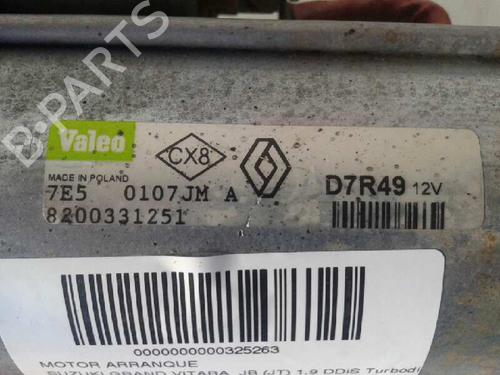 Valeo
CX8
MADE IN POLAND
7E5 0107JM A
8200331251
D7R49 12V
B-PARTS
0000000000325263
MOTOR ARRANQUE
SUZUKI GRAND VITARA JB (JT) 1.9 DDiS Turbodi